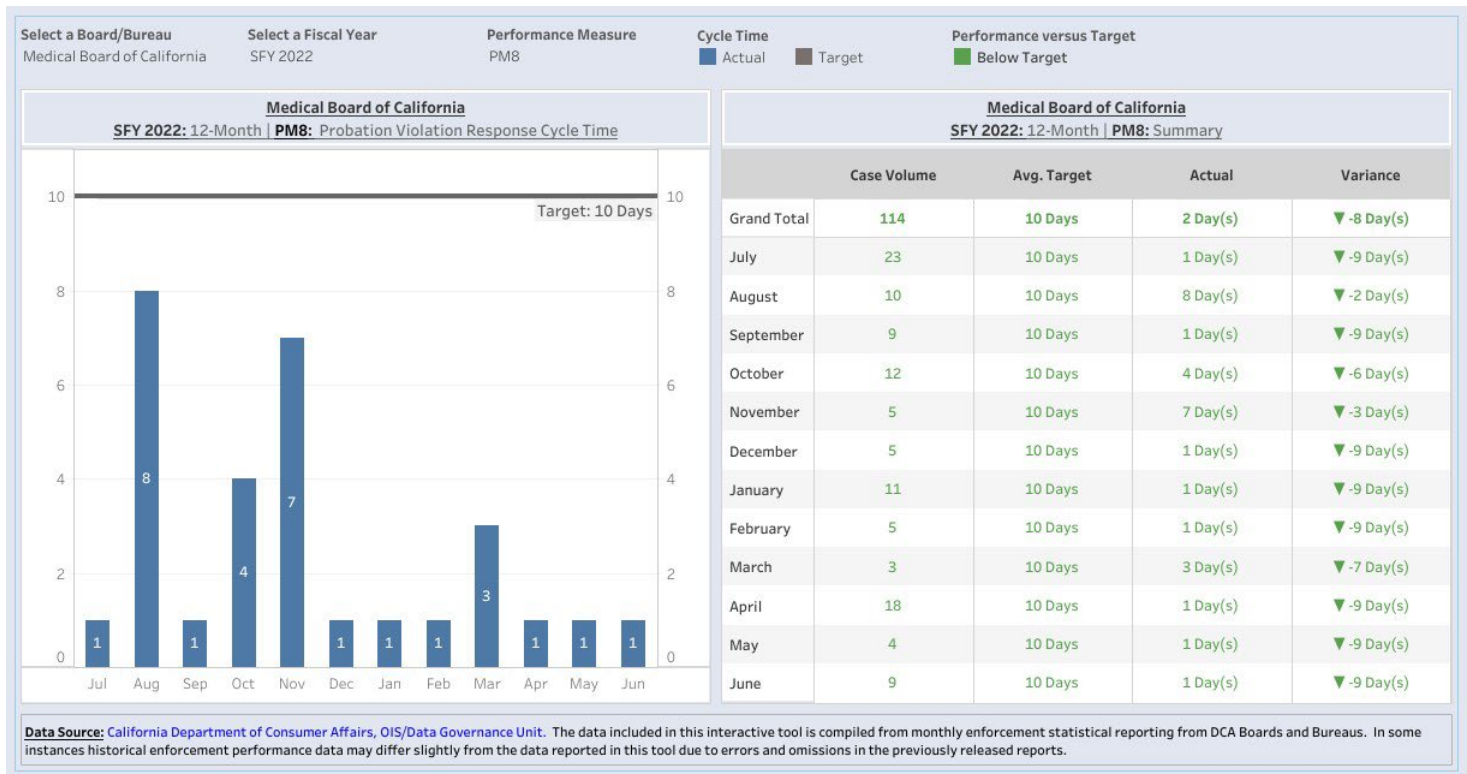 Select a Board/Bureau Select a Fiscal Year Performance Measure Cycle Time Performance versus Target
Medical Board of California SFY 2022 PM8 Actual Target Below Target
Medical Board of California
SFY 2022: 12-Month | PM8: Probation Violation Response Cycle Time
10 10
Target: 10 Days
8 8
6 6
4 4
2 2
0 0
1 8 1 4 7 1 1 1 3 1 1 1
Jul Aug Sep Oct Nov Dec Jan Feb Mar Apr May Jun
Medical Board of California
SFY 2022: 12-Month | PM8: Summary
Case Volume Avg. Target Actual Variance
Grand Total 114 10 Days 2 Day(s) ▼ -8 Day(s)
July 23 10 Days 1 Day(s) ▼ -9 Day(s)
August 10 10 Days 8 Day(s) ▼ -2 Day(s)
September 9 10 Days 1 Day(s) ▼ -9 Day(s)
October 12 10 Days 4 Day(s) ▼ -6 Day(s)
November 5 10 Days 7 Day(s) ▼ -3 Day(s)
December 5 10 Days 1 Day(s) ▼ -9 Day(s)
January 11 10 Days 1 Day(s) ▼ -9 Day(s)
February 5 10 Days 1 Day(s) ▼ -9 Day(s)
March 3 10 Days 3 Day(s) ▼ -7 Day(s)
April 18 10 Days 1 Day(s) ▼ -9 Day(s)
May 4 10 Days 1 Day(s) ▼ -9 Day(s)
June 9 10 Days 1 Day(s) ▼ -9 Day(s)
Data Source: California Department of Consumer Affairs, OIS/Data Governance Unit. The data included in this interactive tool is compiled from monthly enforcement statistical reporting from DCA Boards and Bureaus. In some
instances historical enforcement performance data may differ slightly from the data reported in this tool due to errors and omissions in the previously released reports.